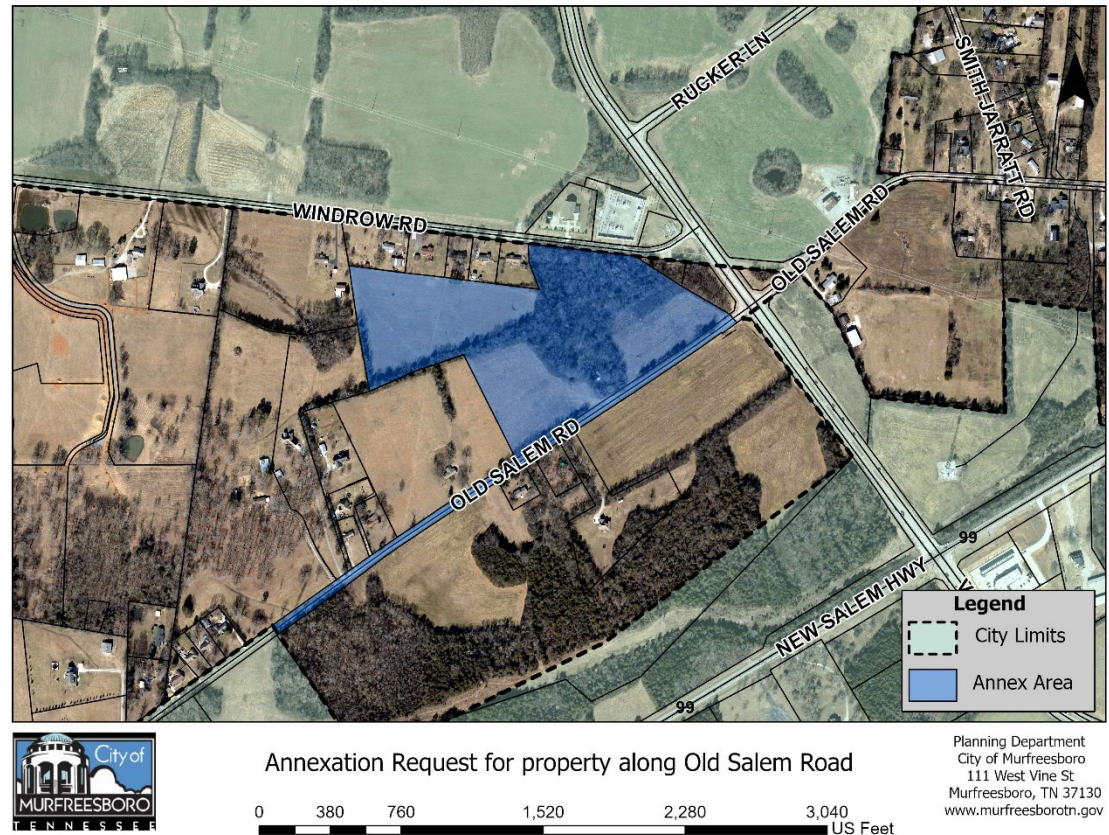 RUCKER LN
SMITH JARRATT RD
WINDROW RD
OLD SALEM RD
OLD SALEM RD
99
NEW SALEM HWY
99
Legend
City Limits
Annex Area
City of
MURFREESBORO
TENNESSEE
Annexation Request for property along Old Salem Road
0 380 760 1,520 2,280 3,040
US Feet
Planning Department
City of Murfreesboro
111 West Vine St
Murfreesboro, TN 37130
www.murfreesborotn.gov